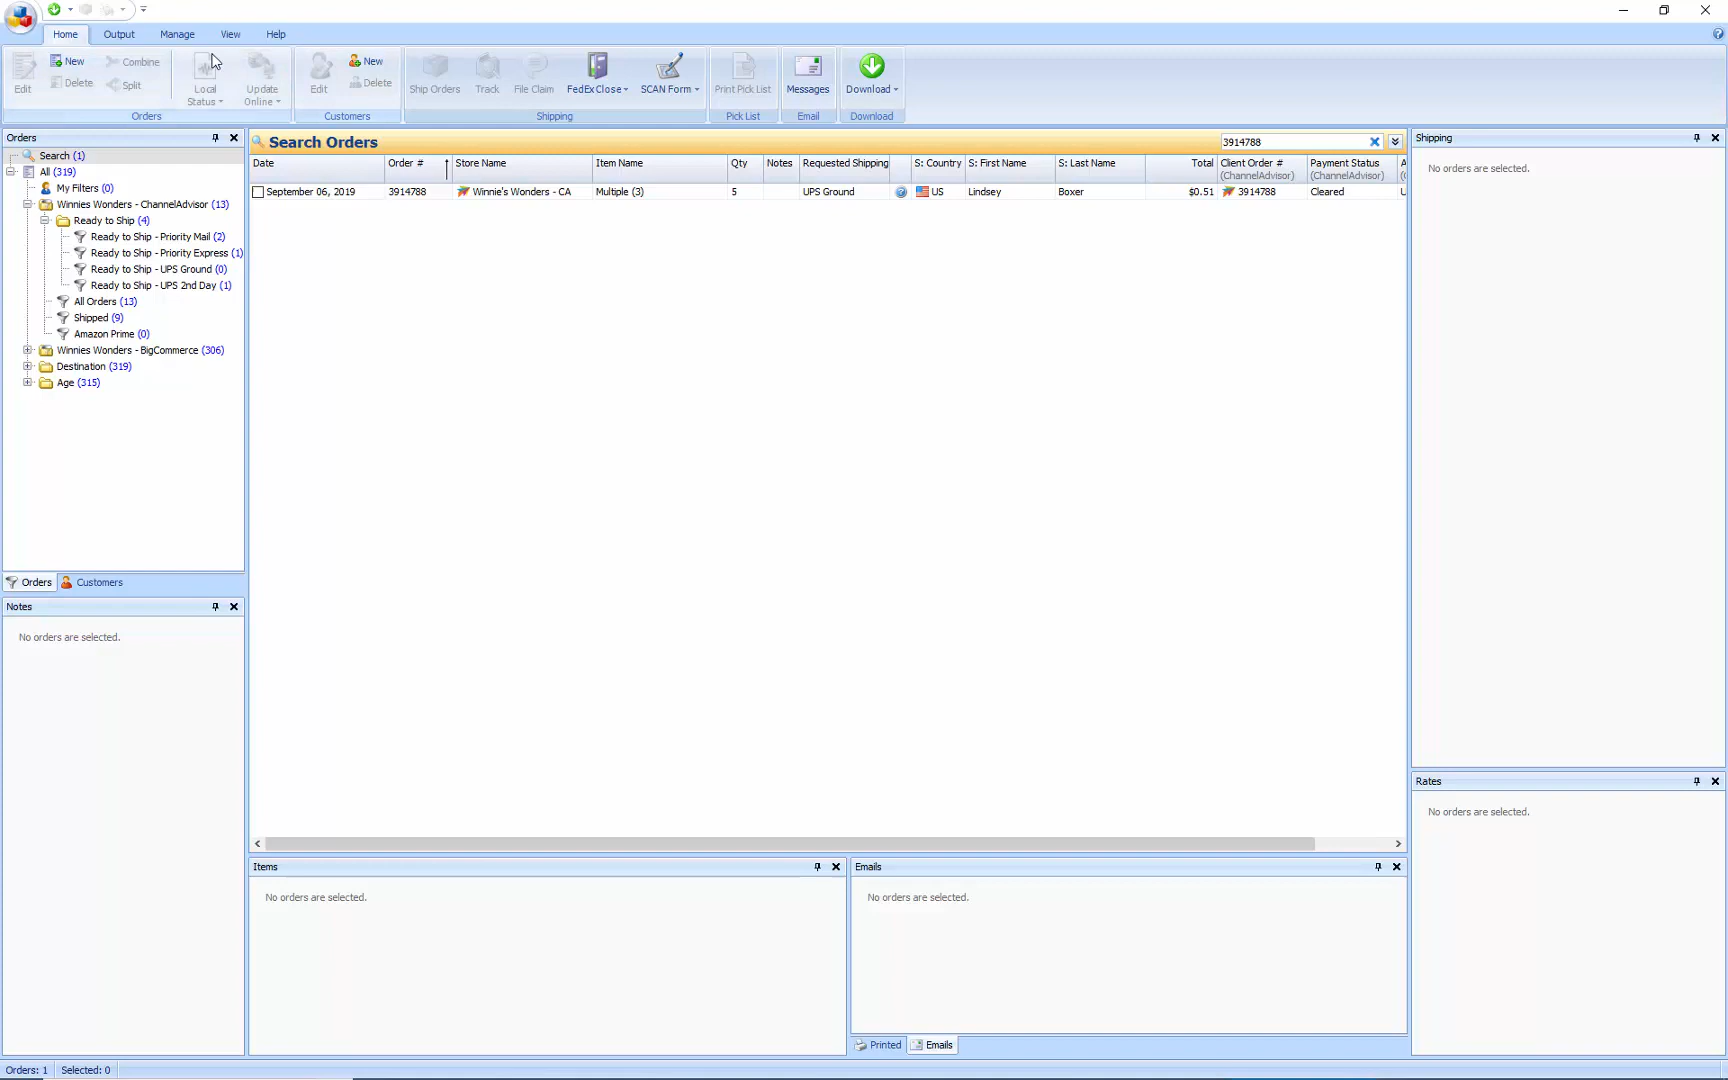 Home Output Manage View Help
Edit New Delete Combine Split Local Status Update Online Edit New Delete Ship Orders Track File Claim FedEx Close SCAN Form Print Pick List Messages Download
Orders Customers Shipping Pick List Email Download
Orders
Search (1)
All (319)
My Filters (0)
Winnies Wonders - ChannelAdvisor (13)
Ready to Ship (4)
Ready to Ship - Priority Mail (2)
Ready to Ship - Priority Express (1)
Ready to Ship - UPS Ground (0)
Ready to Ship - UPS 2nd Day (1)
All Orders (13)
Shipped (9)
Amazon Prime (0)
Winnies Wonders - BigCommerce (306)
Destination (319)
Age (315)
Orders Customers
Notes
No orders are selected.
Search Orders 3914788
Date Order # Store Name Item Name Qty Notes Requested Shipping S: Country S: First Name S: Last Name Total Client Order # (ChannelAdvisor) Payment Status (ChannelAdvisor)
September 06, 2019 3914788 Winnie's Wonders - CA Multiple (3) 5 UPS Ground US Lindsey Boxer $0.51 3914788 Cleared
Items
No orders are selected.
Emails
No orders are selected.
Printed Emails
Shipping
No orders are selected.
Rates
No orders are selected.
Orders: 1 Selected: 0